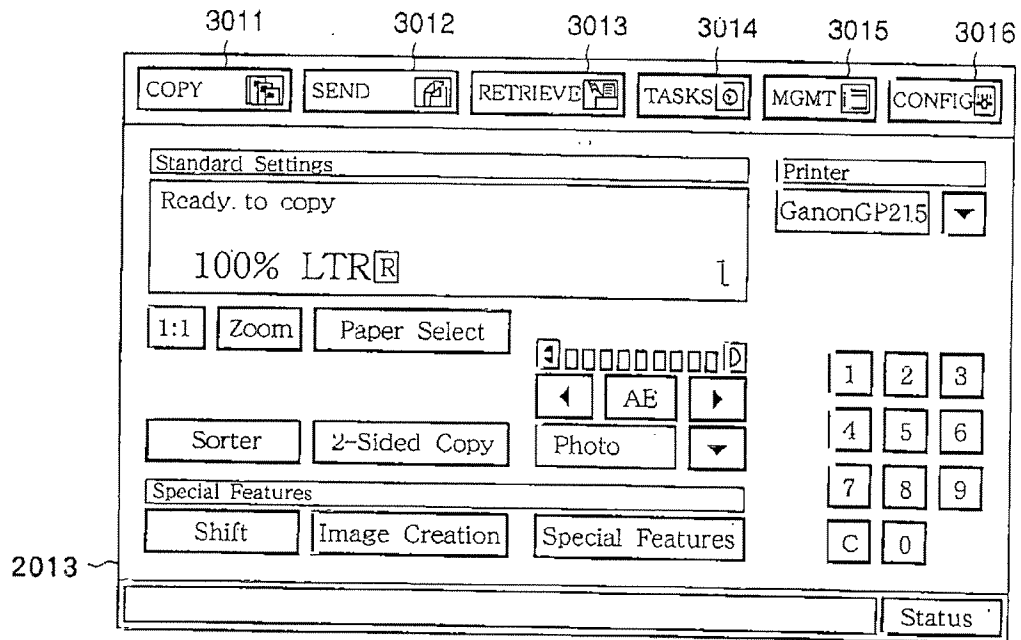 3011 3012 3013 3014 3015 3016
COPY SEND RETRIEVE TASKS MGMT CONFIG
Standard Settings
Printer
Ready to copy
GanonGP215
100% LTR R 1
1:1 Zoom Paper Select
1 2 3
AE
4 5 6
Sorter 2-Sided Copy Photo
7 8 9
Special Features
Shift Image Creation Special Features
C 0
2013
Status